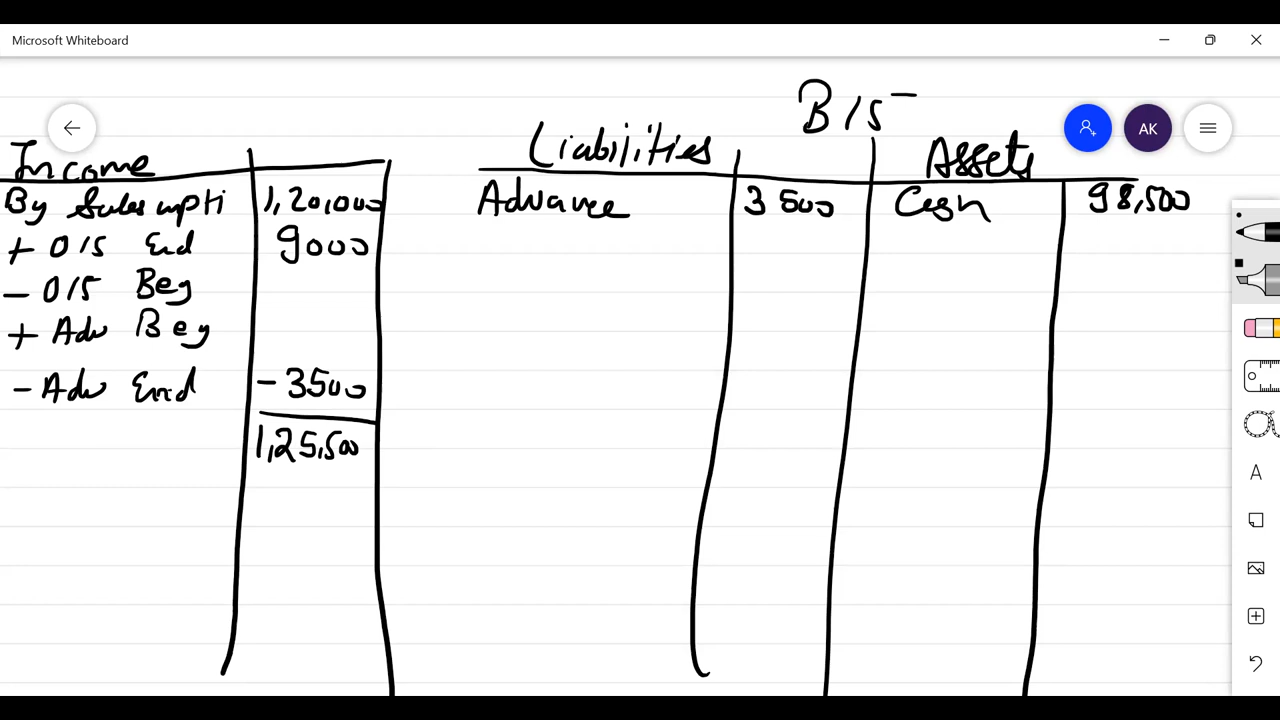 Microsoft Whiteboard
B/S
AK
Income
Liabilities
Assets
By Subsmpti 1,20,000
+ O/S End 9000
- O/S Beg
+ Adv Beg
- Adv End - 3500
1,25,500
Advance 3500
Cash 98,500
A